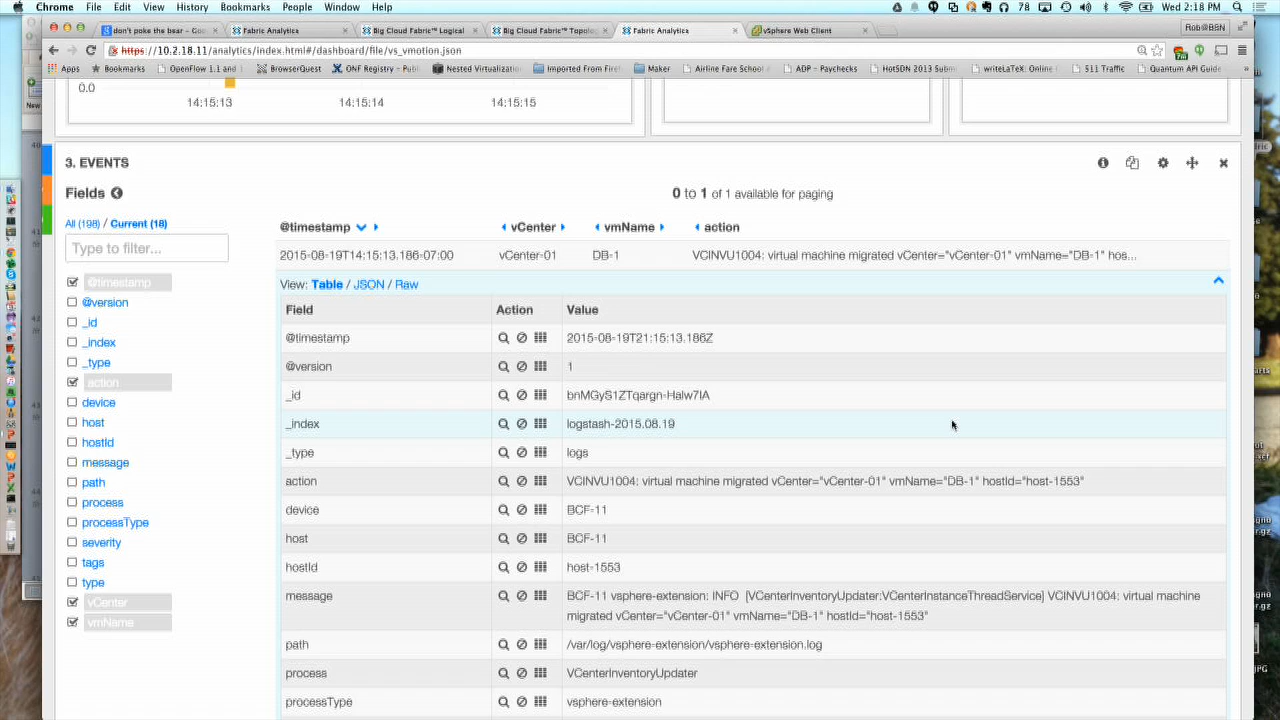 Chrome File Edit View History Bookmarks People Window Help 78 Wed 2:18 PM
don't poke the bear – Goo Fabric Analytics Big Cloud Fabric™ Logical Big Cloud Fabric™ Topolo Fabric Analytics vSphere Web Client Rob@BSN
https://10.2.18.11/analytics/index.html#/dashboard/file/vs_vmotion.json
Apps Bookmarks OpenFlow 1.1 and BrowserQuest ONF Registry – Publ Nested Virtualization Imported From Firef Maker Airline Fare School ADP – Paychecks HotSDN 2013 Subm writeLaTeX: Online 511 Traffic Quantum API Guide
0.0
14:15:13 14:15:14 14:15:15
3. EVENTS
Fields
0 to 1 of 1 available for paging
All (198) / Current (18)
Type to filter...
@timestamp
@version
_id
_index
_type
action
device
host
hostId
message
path
process
processType
severity
tags
type
vCenter
vmName
@timestamp vCenter vmName action
2015-08-19T14:15:13.186-07:00 vCenter-01 DB-1 VCINVU1004: virtual machine migrated vCenter="vCenter-01" vmName="DB-1" hos...
View: Table / JSON / Raw
Field Action Value
@timestamp 2015-08-19T21:15:13.186Z
@version 1
_id bnMGyS1ZTqargn-Halw7IA
_index logstash-2015.08.19
_type logs
action VCINVU1004: virtual machine migrated vCenter="vCenter-01" vmName="DB-1" hostId="host-1553"
device BCF-11
host BCF-11
hostId host-1553
message BCF-11 vsphere-extension: INFO [VCenterInventoryUpdater:VCenterInstanceThreadService] VCINVU1004: virtual machine
migrated vCenter="vCenter-01" vmName="DB-1" hostId="host-1553"
path /var/log/vsphere-extension/vsphere-extension.log
process VCenterInventoryUpdater
processType vsphere-extension